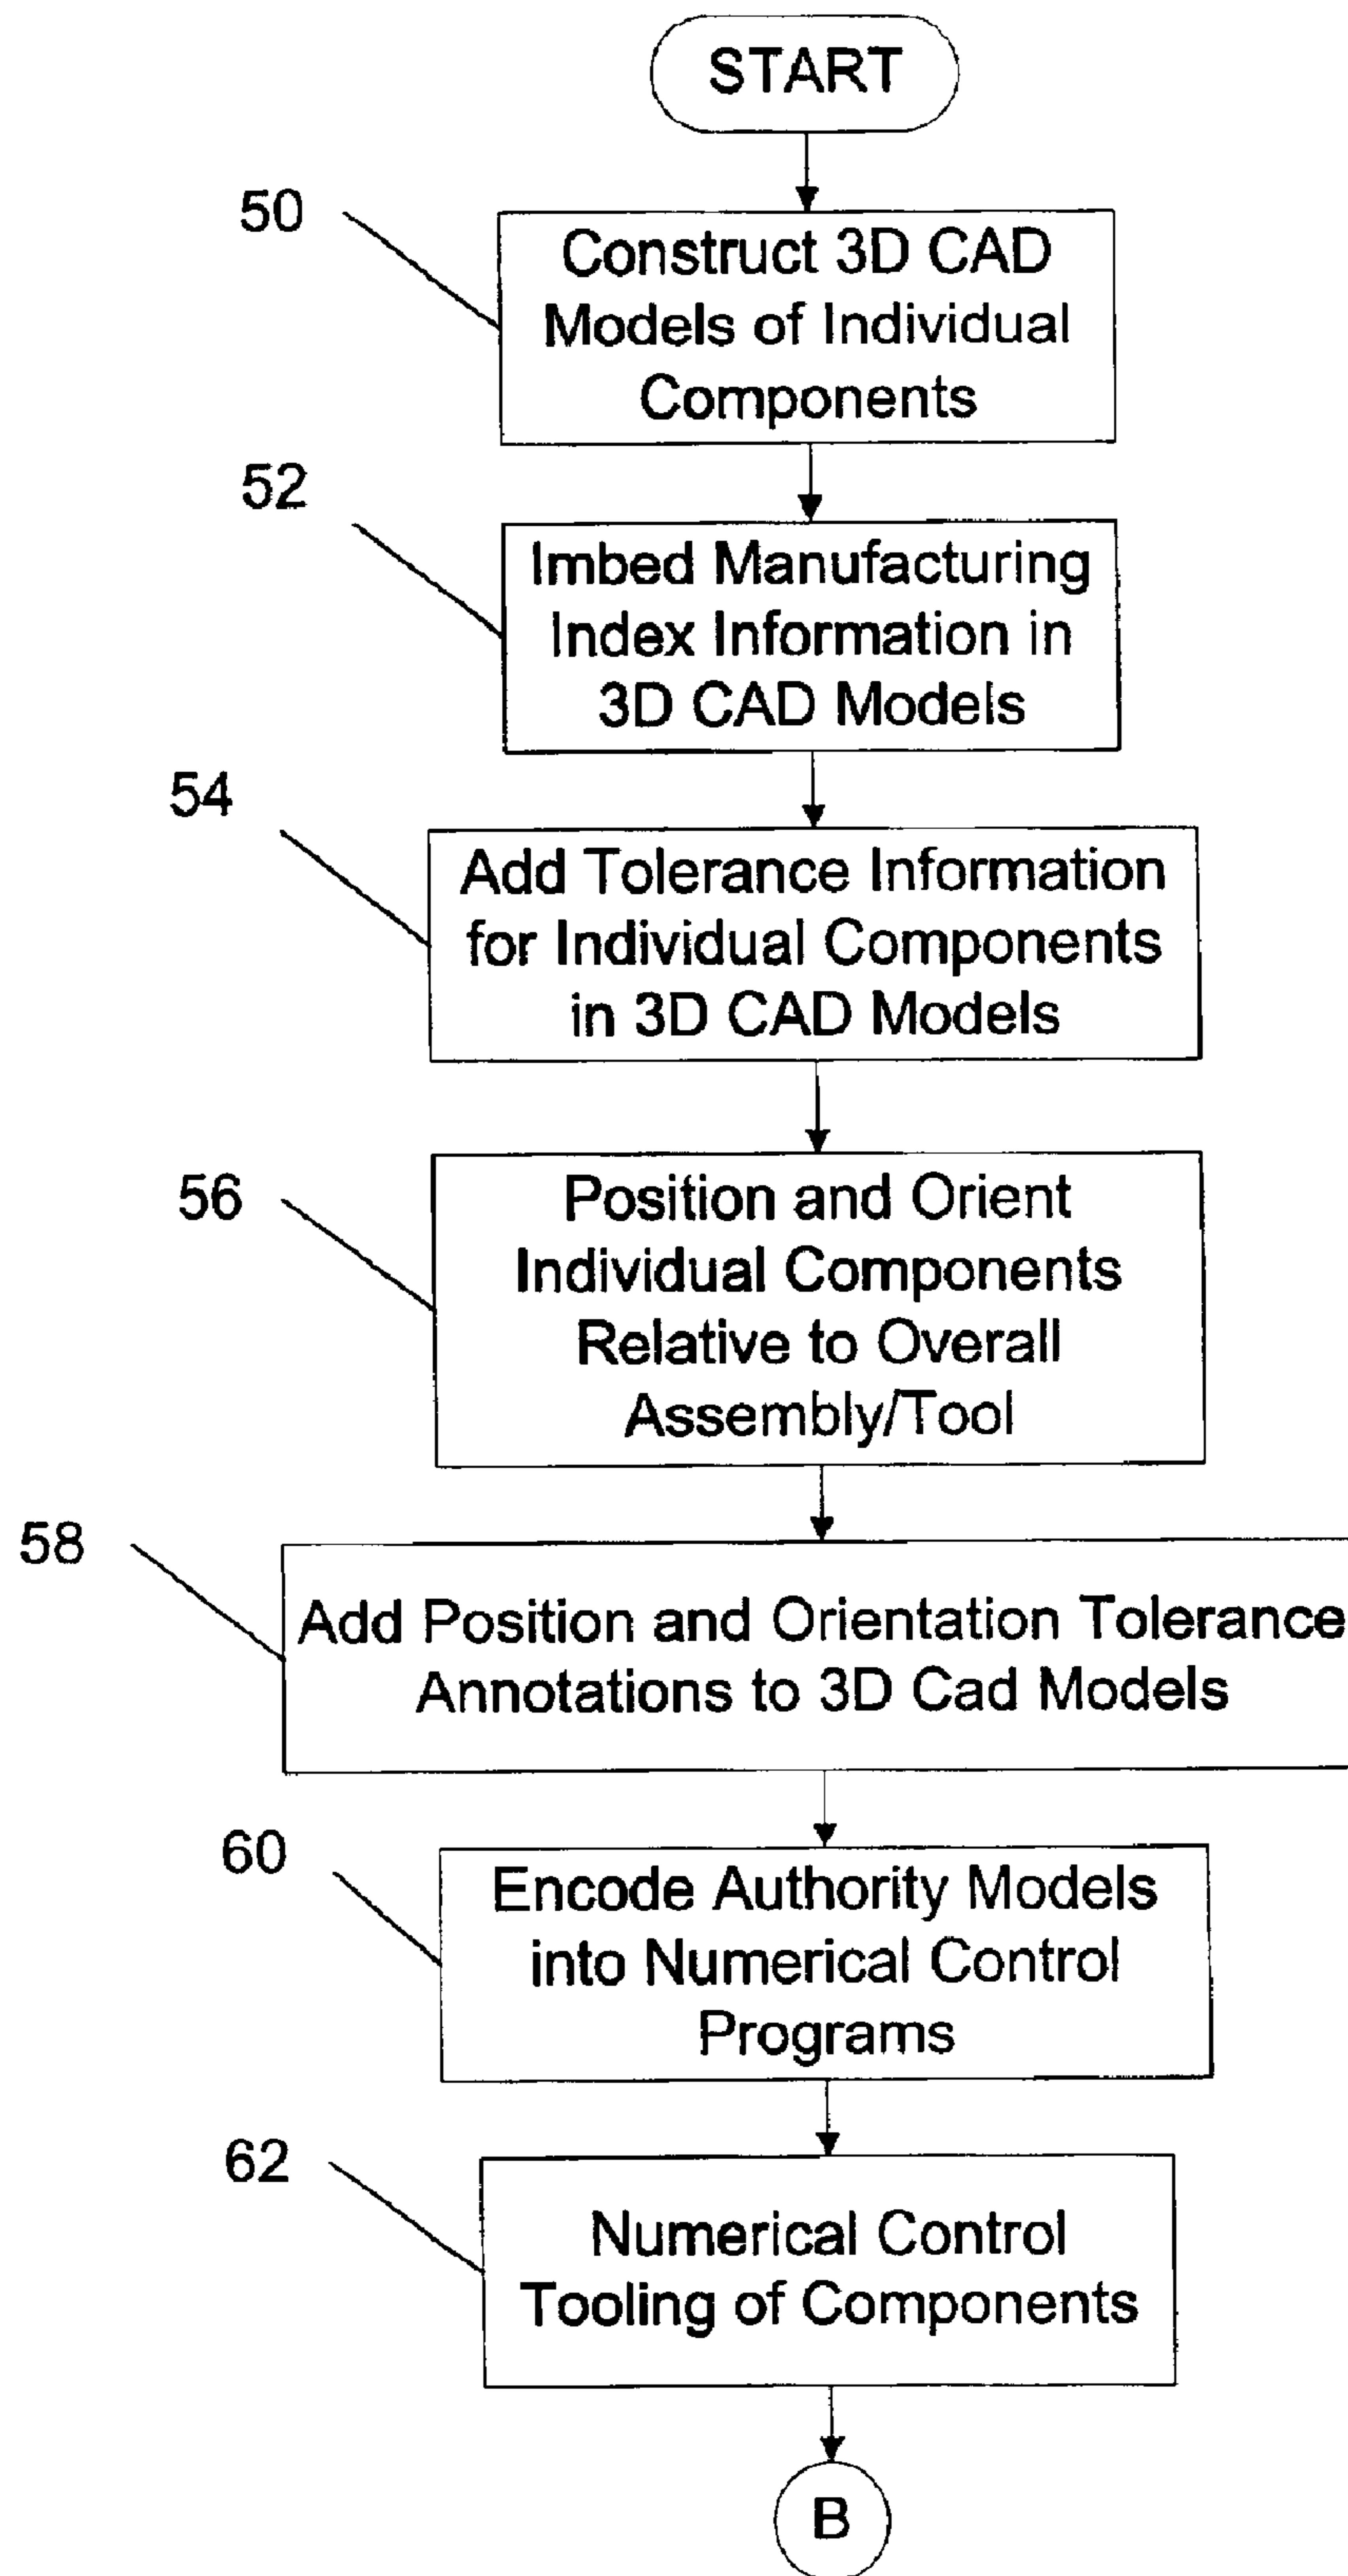 START
50
Construct 3D CAD
Models of Individual
Components
52
Imbed Manufacturing
Index Information in
3D CAD Models
54
Add Tolerance Information
for Individual Components
in 3D CAD Models
56
Position and Orient
Individual Components
Relative to Overall
Assembly/Tool
58
Add Position and Orientation Tolerance
Annotations to 3D Cad Models
60
Encode Authority Models
into Numerical Control
Programs
62
Numerical Control
Tooling of Components
B